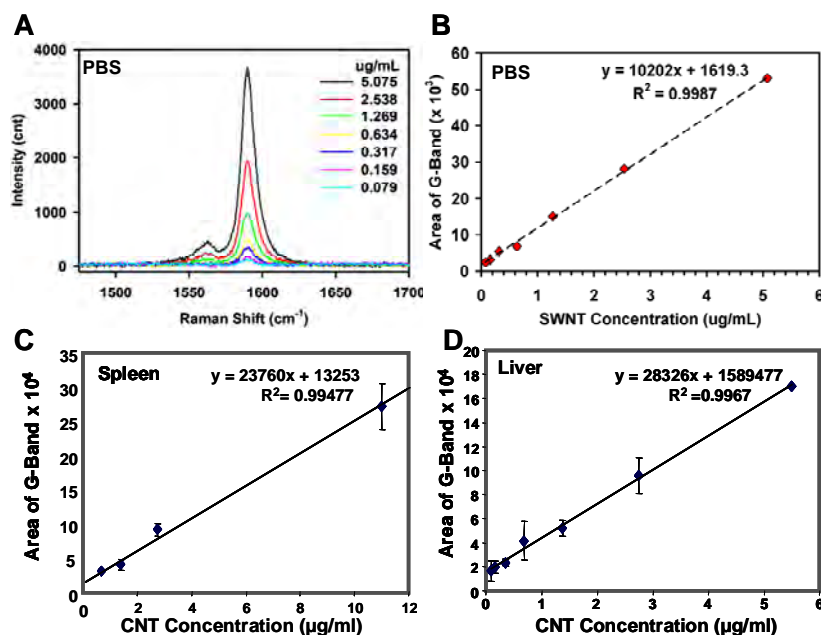 A
PBS
ug/mL
5.075
2.538
1.269
0.634
0.317
0.159
0.079
4000
3000
2000
1000
0
1500
1550
1600
1650
1700
Intensity (cnt)
Raman Shift (cm-1)
B
PBS
y = 10202x + 1619.3
R2 = 0.9987
60
50
40
30
20
10
0
0
1
2
3
4
5
6
Area of G-Band (x 103)
SWNT Concentration (ug/mL)
C
Spleen
y = 23760x + 13253
R2= 0.99477
35
30
25
20
15
10
5
0
0
2
4
6
8
10
12
Area of G-Band x 104
CNT Concentration (μg/ml)
D
Liver
y = 28326x + 1589477
R2=0.9967
20
18
16
14
12
10
8
6
4
2
0
0
1
2
3
4
5
6
Area of G-Band x 104
CNT Concentration (μg/ml)